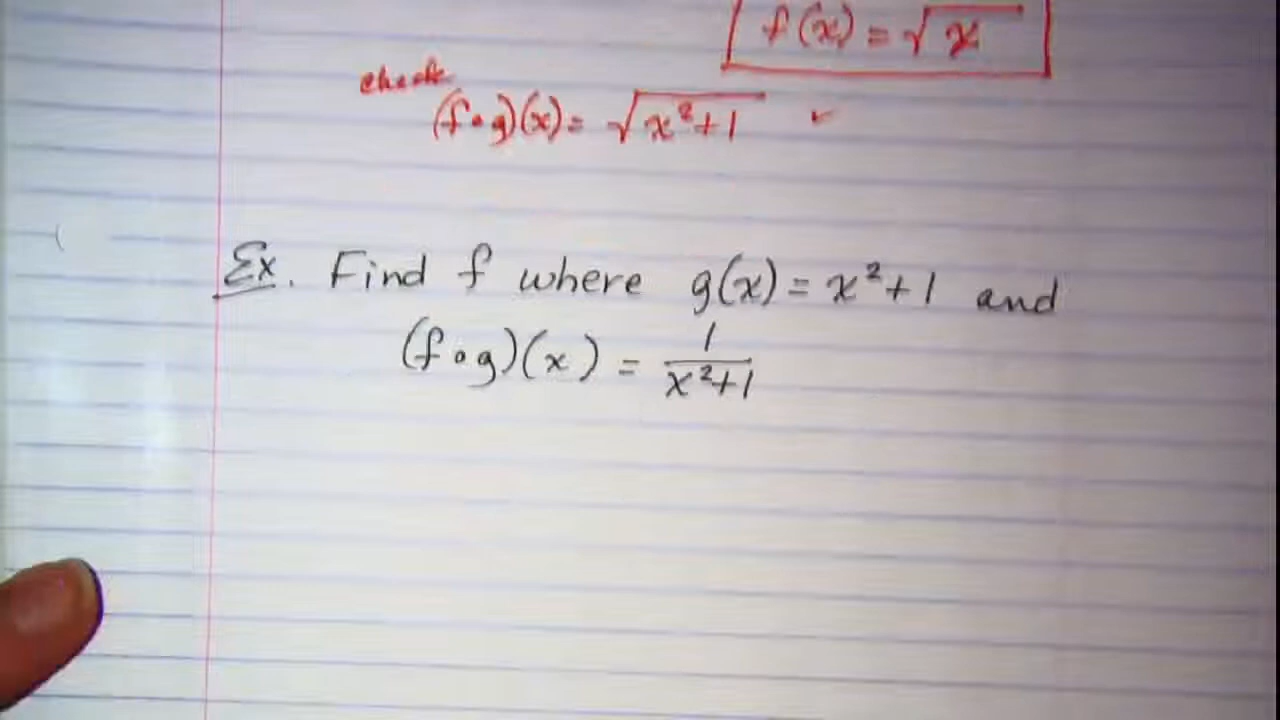 f(x) = √x
check
(f∘g)(x) = √(x²+1) ✓
Ex. Find f where g(x) = x²+1 and
(f∘g)(x) = 1/(x²+1)